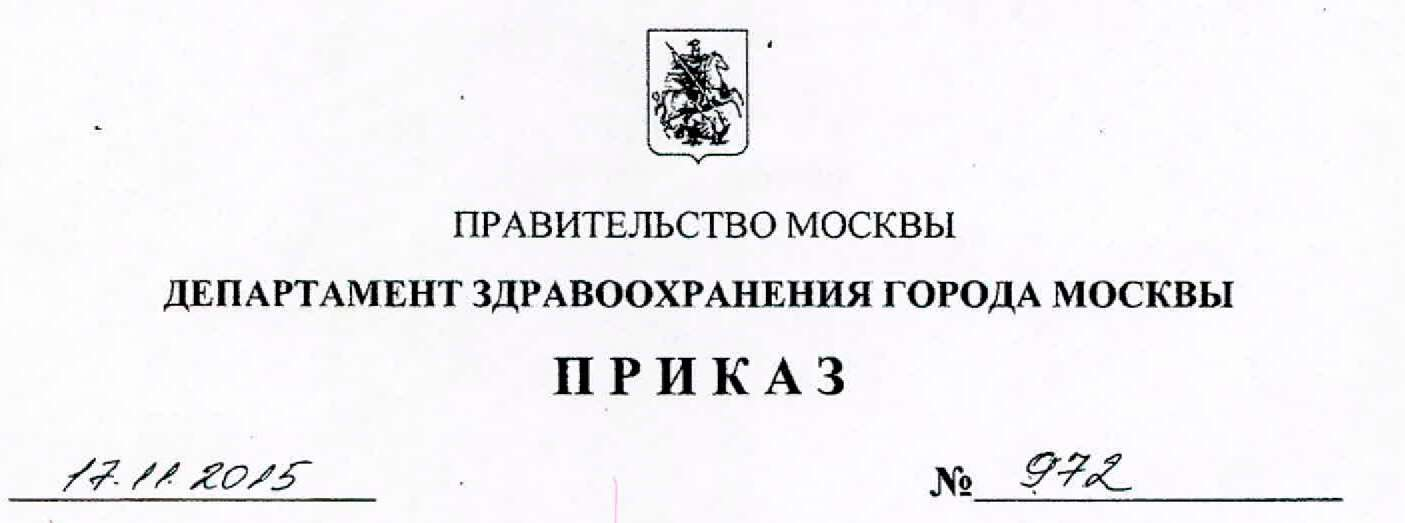 ПРАВИТЕЛЬСТВО МОСКВЫ
ДЕПАРТАМЕНТ ЗДРАВООХРАНЕНИЯ ГОРОДА МОСКВЫ
ПРИКАЗ
17.11.2015 № 972